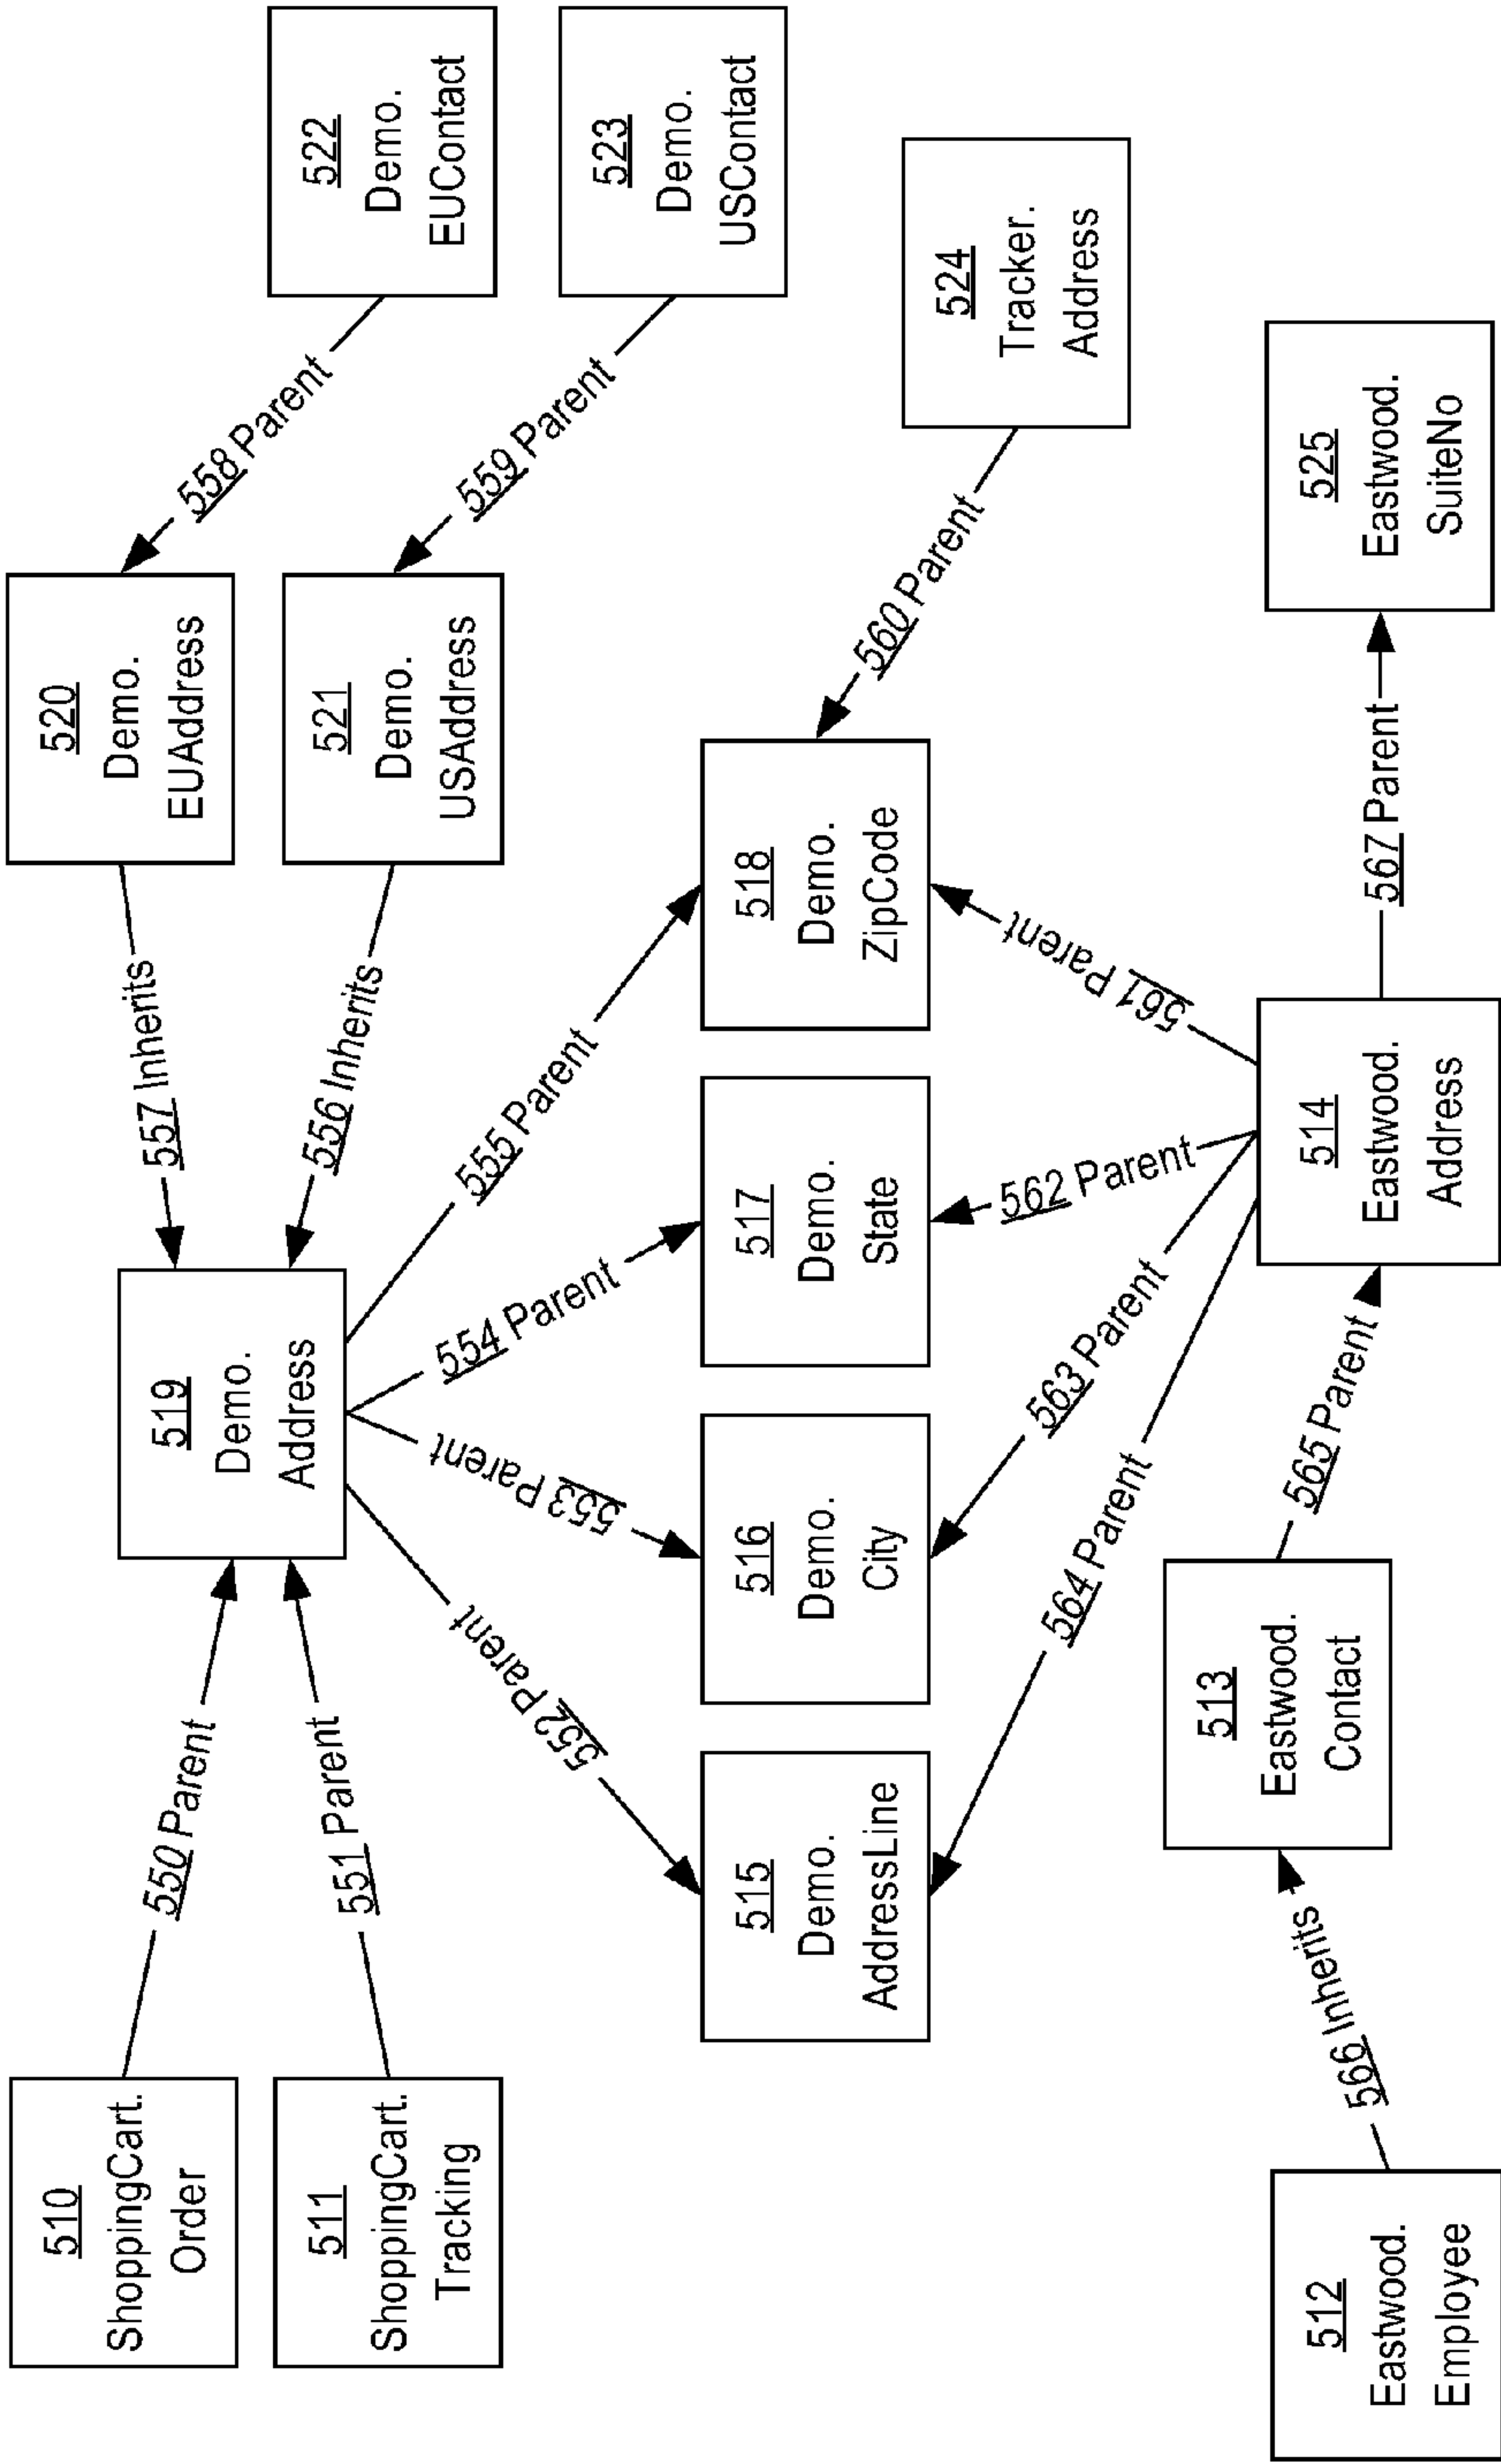 510
ShoppingCart.
Order
511
ShoppingCart.
Tracking
550 Parent
551 Parent
519
Demo.
Address
557 Inherits
556 Inherits
520
Demo.
EUAddress
521
Demo.
USAddress
558 Parent
559 Parent
522
Demo.
EUContact
523
Demo.
USContact
552 Parent
553 Parent
554 Parent
555 Parent
515
Demo.
AddressLine
516
Demo.
City
517
Demo.
State
518
Demo.
ZipCode
560 Parent
524
Tracker.
Address
564 Parent
563 Parent
562 Parent
561 Parent
512
Eastwood.
Employee
566 Inherits
513
Eastwood.
Contact
565 Parent
514
Eastwood.
Address
567 Parent
525
Eastwood.
SuiteNo